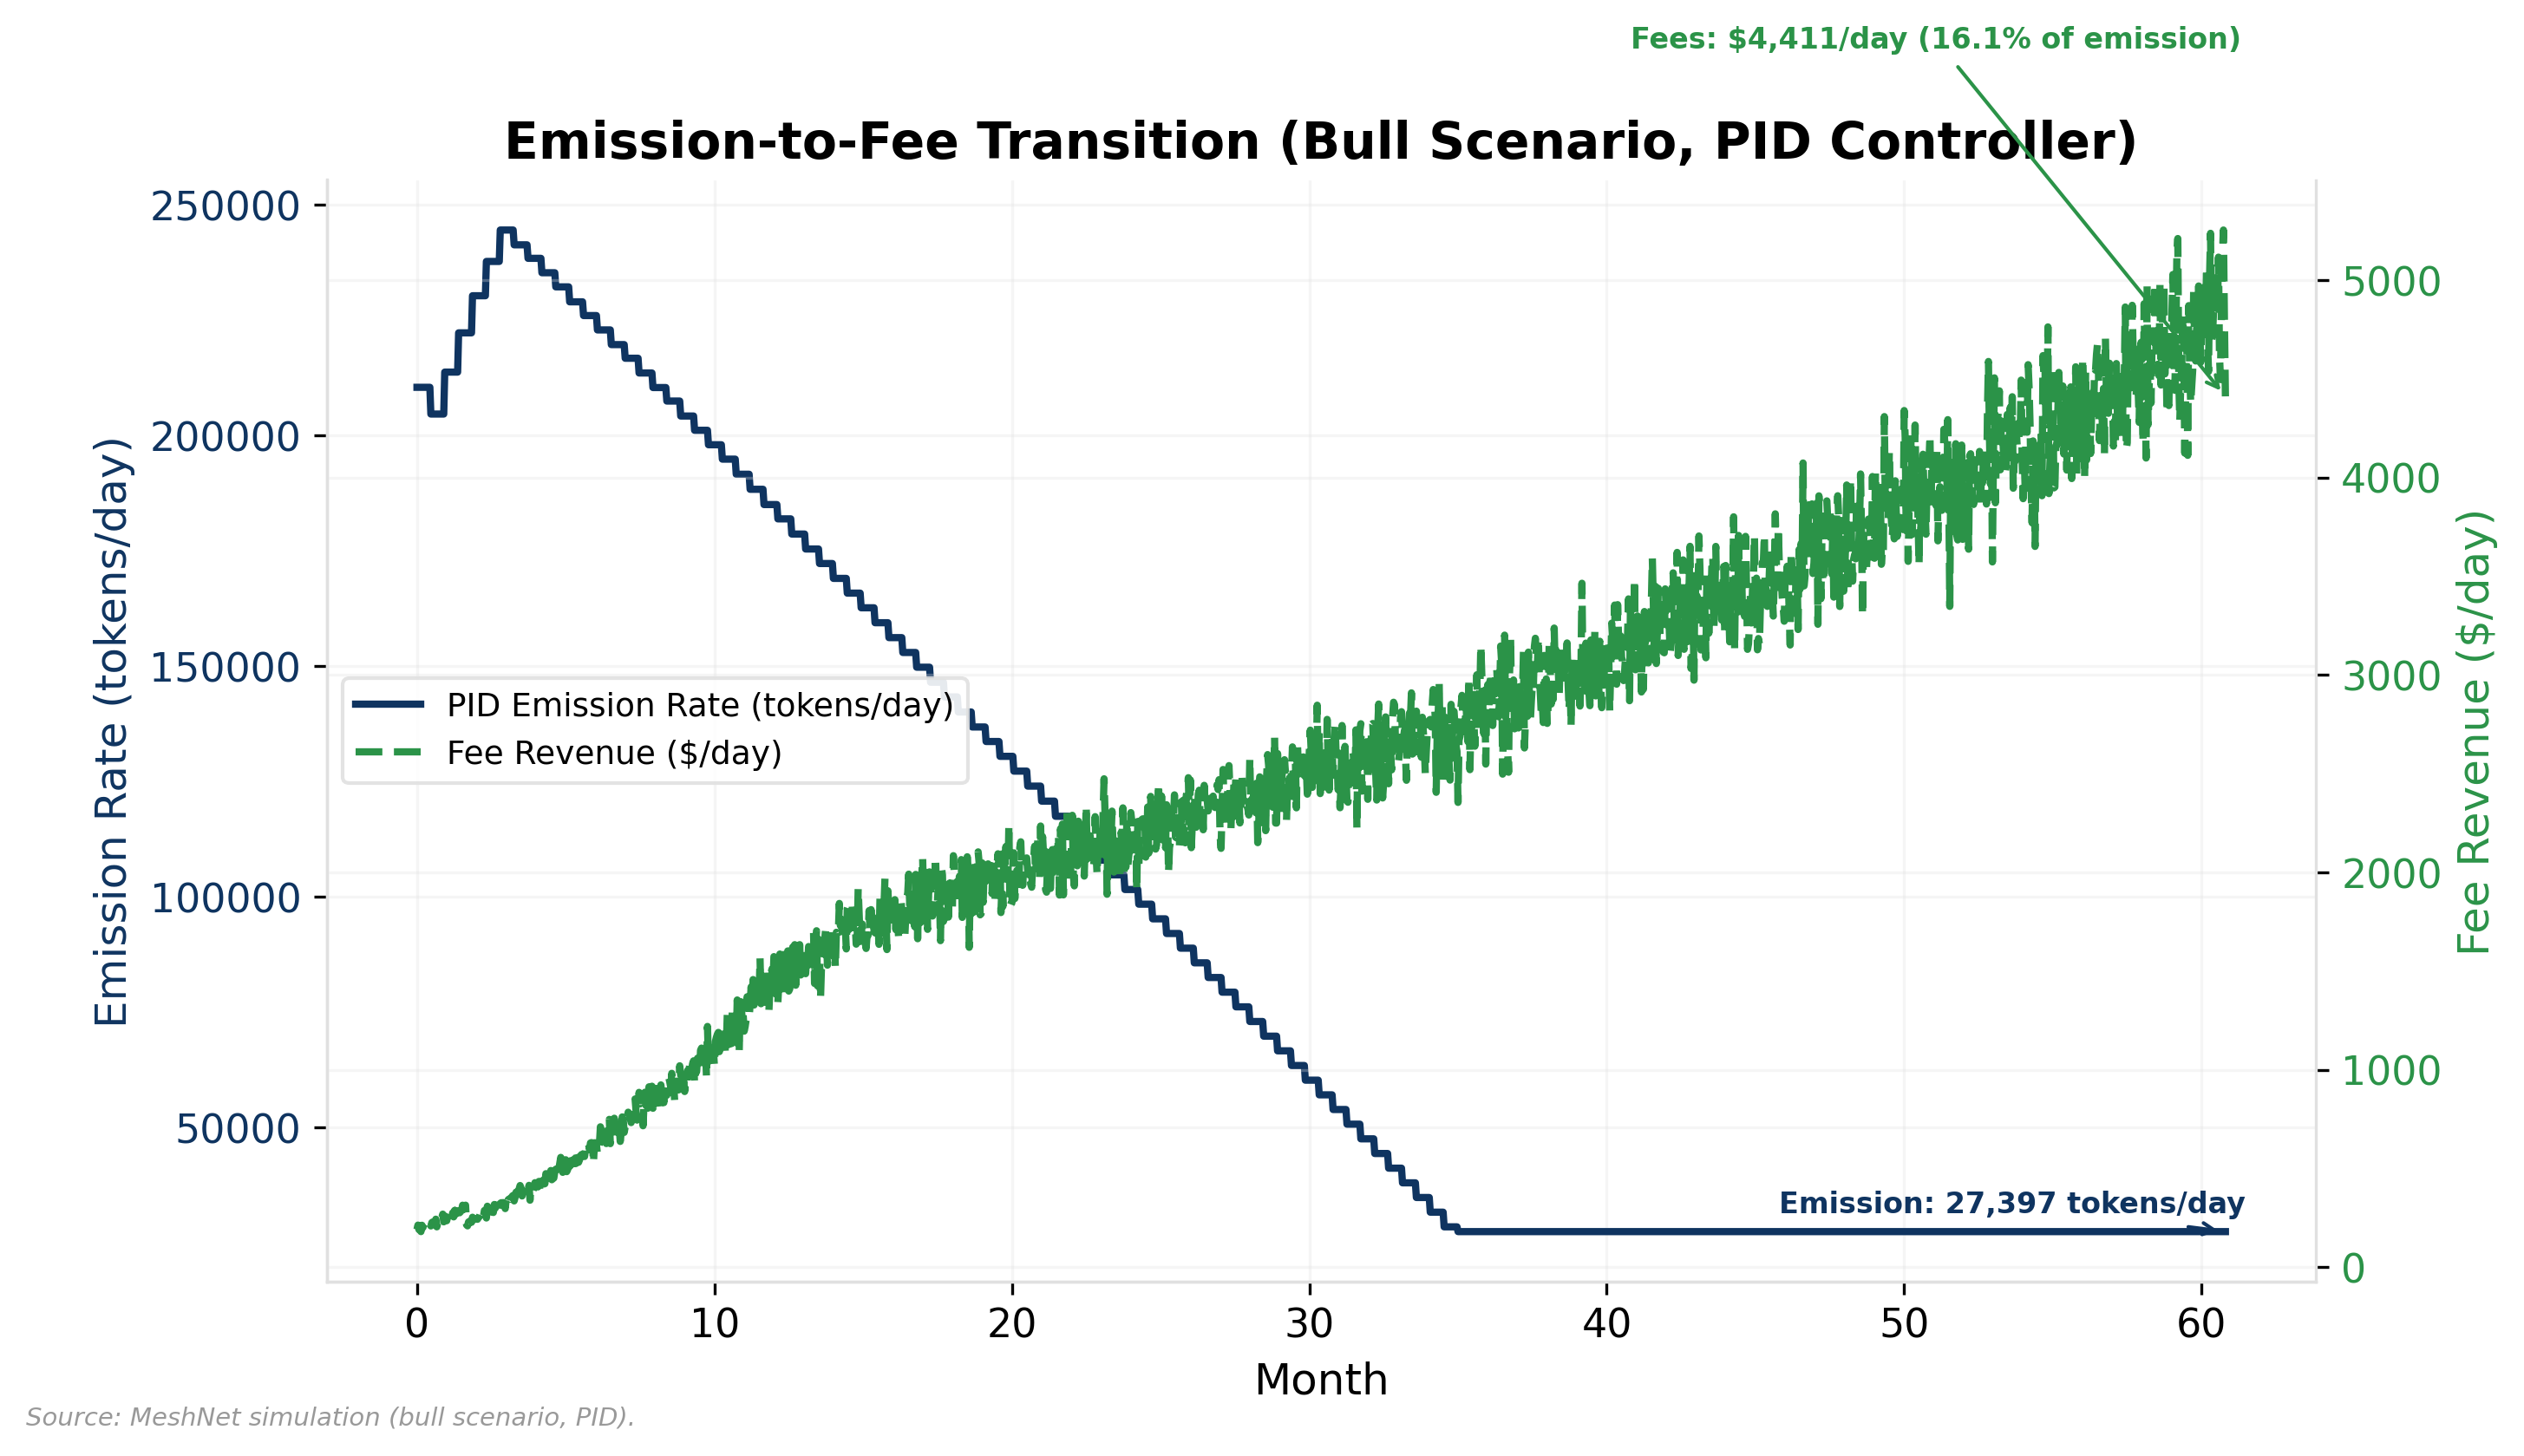 Fees: $4,411/day (16.1% of emission)
Emission-to-Fee Transition (Bull Scenario, PID Controller)
250000
200000
150000
100000
50000
Emission Rate (tokens/day)
PID Emission Rate (tokens/day)
Fee Revenue ($/day)
Emission: 27,397 tokens/day
5000
4000
3000
2000
1000
0
Fee Revenue ($/day)
0 10 20 30 40 50 60
Month
Source: MeshNet simulation (bull scenario, PID).